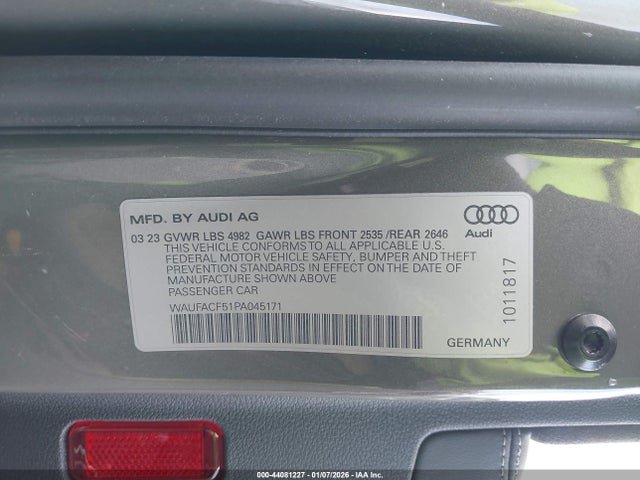 MFD. BY AUDI AG
Audi
03 23 GVWR LBS 4982 GAWR LBS FRONT 2535 /REAR 2646
THIS VEHICLE CONFORMS TO ALL APPLICABLE U.S.
FEDERAL MOTOR VEHICLE SAFETY, BUMPER AND THEFT
PREVENTION STANDARDS IN EFFECT ON THE DATE OF
MANUFACTURE SHOWN ABOVE
PASSENGER CAR
WAUFACF51PA045171
GERMANY
1011817
000-44081227 - 01/07/2026 - IAA Inc.